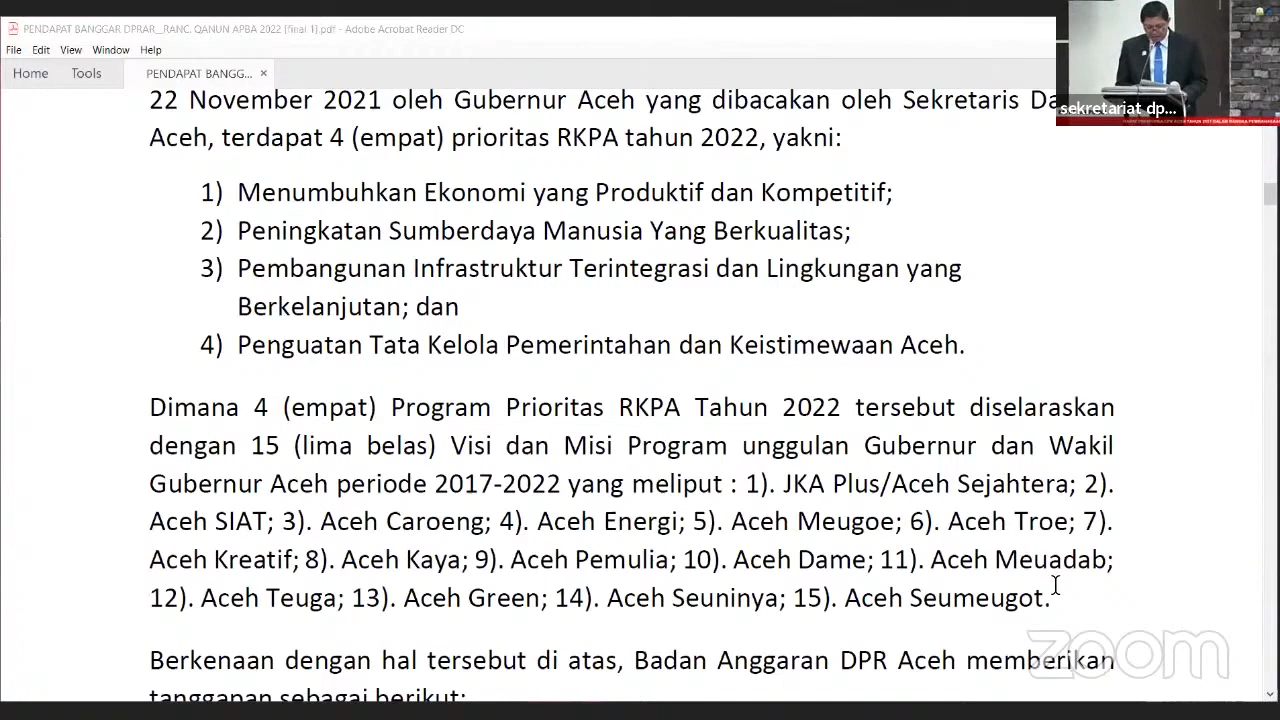 PENDAPAT BANGGAR DPRAR_RANC. QANUN APBA 2022 [final 1].pdf - Adobe Acrobat Reader DC
File Edit View Window Help
Home Tools PENDAPAT BANGG... ×
22 November 2021 oleh Gubernur Aceh yang dibacakan oleh Sekretaris
sekretariat dp...
Aceh, terdapat 4 (empat) prioritas RKPA tahun 2022, yakni:
1) Menumbuhkan Ekonomi yang Produktif dan Kompetitif;
2) Peningkatan Sumberdaya Manusia Yang Berkualitas;
3) Pembangunan Infrastruktur Terintegrasi dan Lingkungan yang
Berkelanjutan; dan
4) Penguatan Tata Kelola Pemerintahan dan Keistimewaan Aceh.
Dimana 4 (empat) Program Prioritas RKPA Tahun 2022 tersebut diselaraskan
dengan 15 (lima belas) Visi dan Misi Program unggulan Gubernur dan Wakil
Gubernur Aceh periode 2017-2022 yang meliput : 1). JKA Plus/Aceh Sejahtera; 2).
Aceh SIAT; 3). Aceh Caroeng; 4). Aceh Energi; 5). Aceh Meugoe; 6). Aceh Troe; 7).
Aceh Kreatif; 8). Aceh Kaya; 9). Aceh Pemulia; 10). Aceh Dame; 11). Aceh Meuadab;
12). Aceh Teuga; 13). Aceh Green; 14). Aceh Seuninya; 15). Aceh Seumeugot.
Berkenaan dengan hal tersebut di atas, Badan Anggaran DPR Aceh memberikan
tanggapan sebagai berikut:
zoom